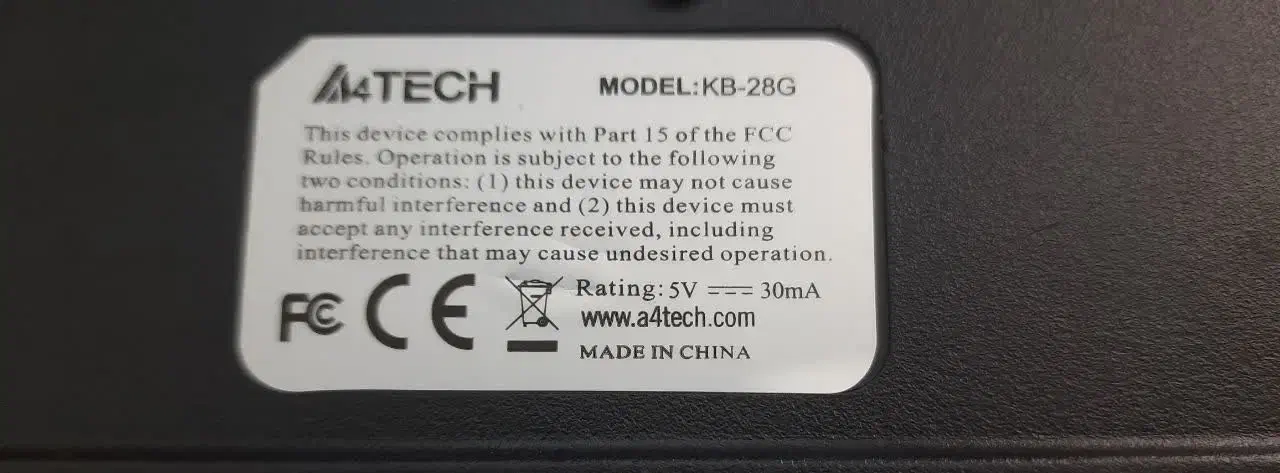 A4TECH MODEL:KB-28G
This device complies with Part 15 of the FCC
Rules. Operation is subject to the following
two conditions: (1) this device may not cause
harmful interference and (2) this device must
accept any interference received, including
interference that may cause undesired operation.
FC CE Rating: 5V ⎓ 30mA
www.a4tech.com
MADE IN CHINA